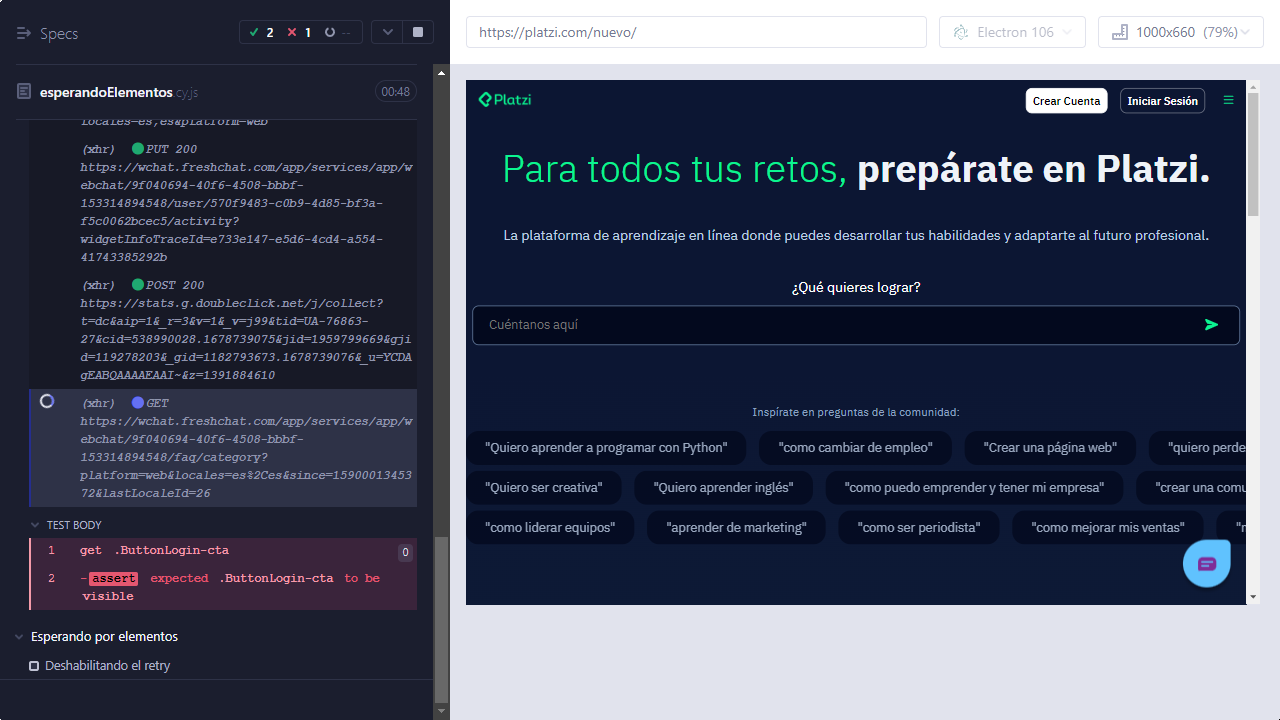 Specs
2
1
--
esperandoElementos.cy.js
00:48
locales=es,es&platform=web
(xhr) PUT 200
https://wchat.freshchat.com/app/services/app/w
ebchat/9f040694-40f6-4508-bbbf-
153314894548/user/570f9483-c0b9-4d85-bf3a-
f5c0062bcec5/activity?
widgetInfoTraceId=e733e147-e5d6-4cd4-a554-
41743385292b
(xhr) POST 200
https://stats.g.doubleclick.net/j/collect?
t=dc&aip=1&_r=3&v=1&_v=j99&tid=UA-76863-
27&cid=538990028.1678739075&jid=1959799669&gji
d=119278203&_gid=1182793673.1678739076&_u=YCDA
gEABQAAAAEAAI~&z=1391884610
(xhr) GET
https://wchat.freshchat.com/app/services/app/w
ebchat/9f040694-40f6-4508-bbbf-
153314894548/faq/category?
platform=web&locales=es%2Ces&since=15900013453
72&lastLocaleId=26
TEST BODY
1 get .ButtonLogin-cta 0
2 -assert expected .ButtonLogin-cta to be
visible
Esperando por elementos
Deshabilitando el retry
https://platzi.com/nuevo/
Electron 106
1000x660 (79%)
Platzi
Crear Cuenta
Iniciar Sesión
Para todos tus retos, prepárate en Platzi.
La plataforma de aprendizaje en línea donde puedes desarrollar tus habilidades y adaptarte al futuro profesional.
¿Qué quieres lograr?
Cuéntanos aquí
Inspírate en preguntas de la comunidad:
"Quiero aprender a programar con Python" "como cambiar de empleo" "Crear una página web" "quiero perde
"Quiero ser creativa" "Quiero aprender inglés" "como puedo emprender y tener mi empresa" "crear una comu
"como liderar equipos" "aprender de marketing" "como ser periodista" "como mejorar mis ventas"